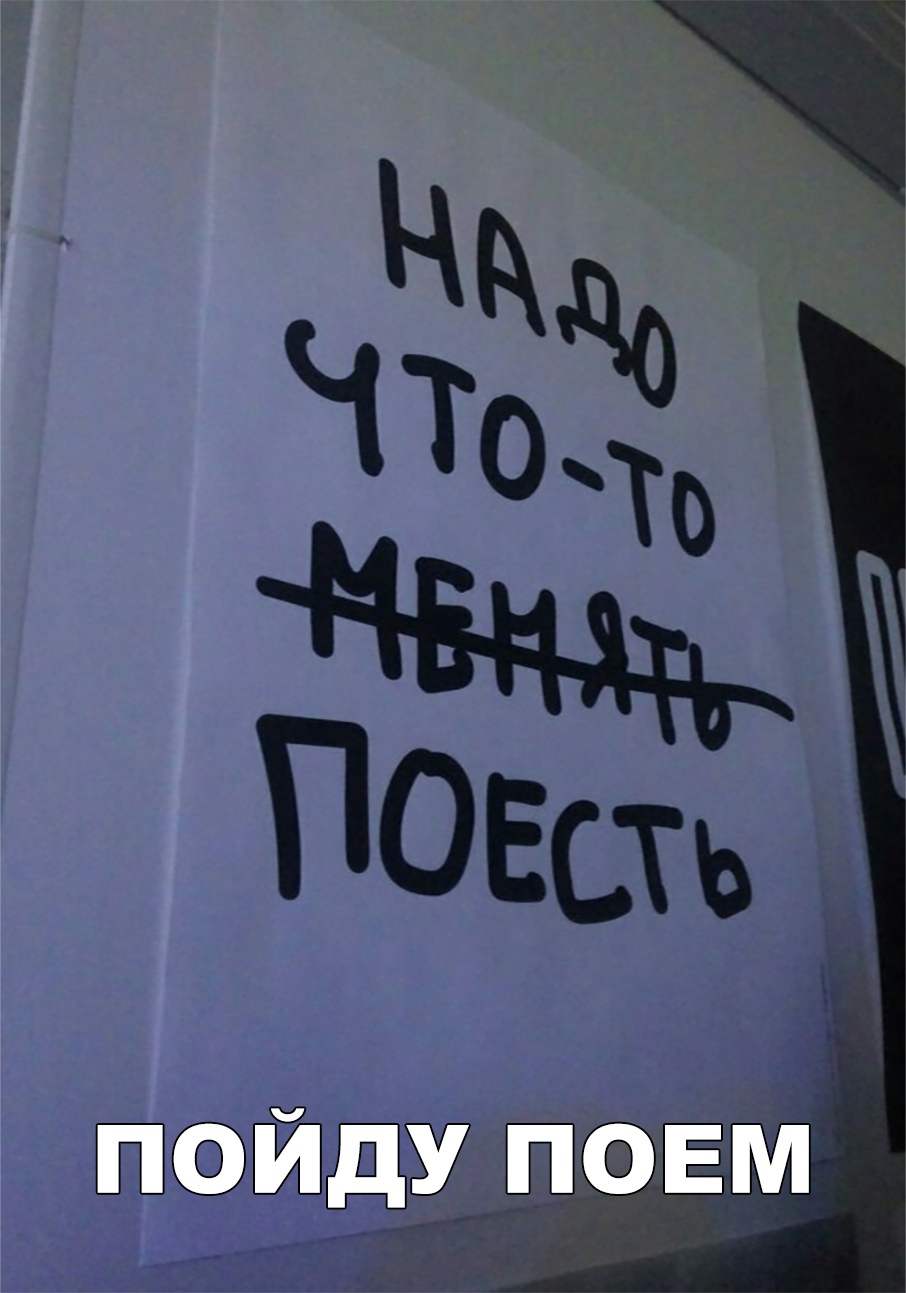 НАДО
ЧТО-ТО
МЕНЯТЬ
ПОЕСТЬ
ПОЙДУ ПОЕМ